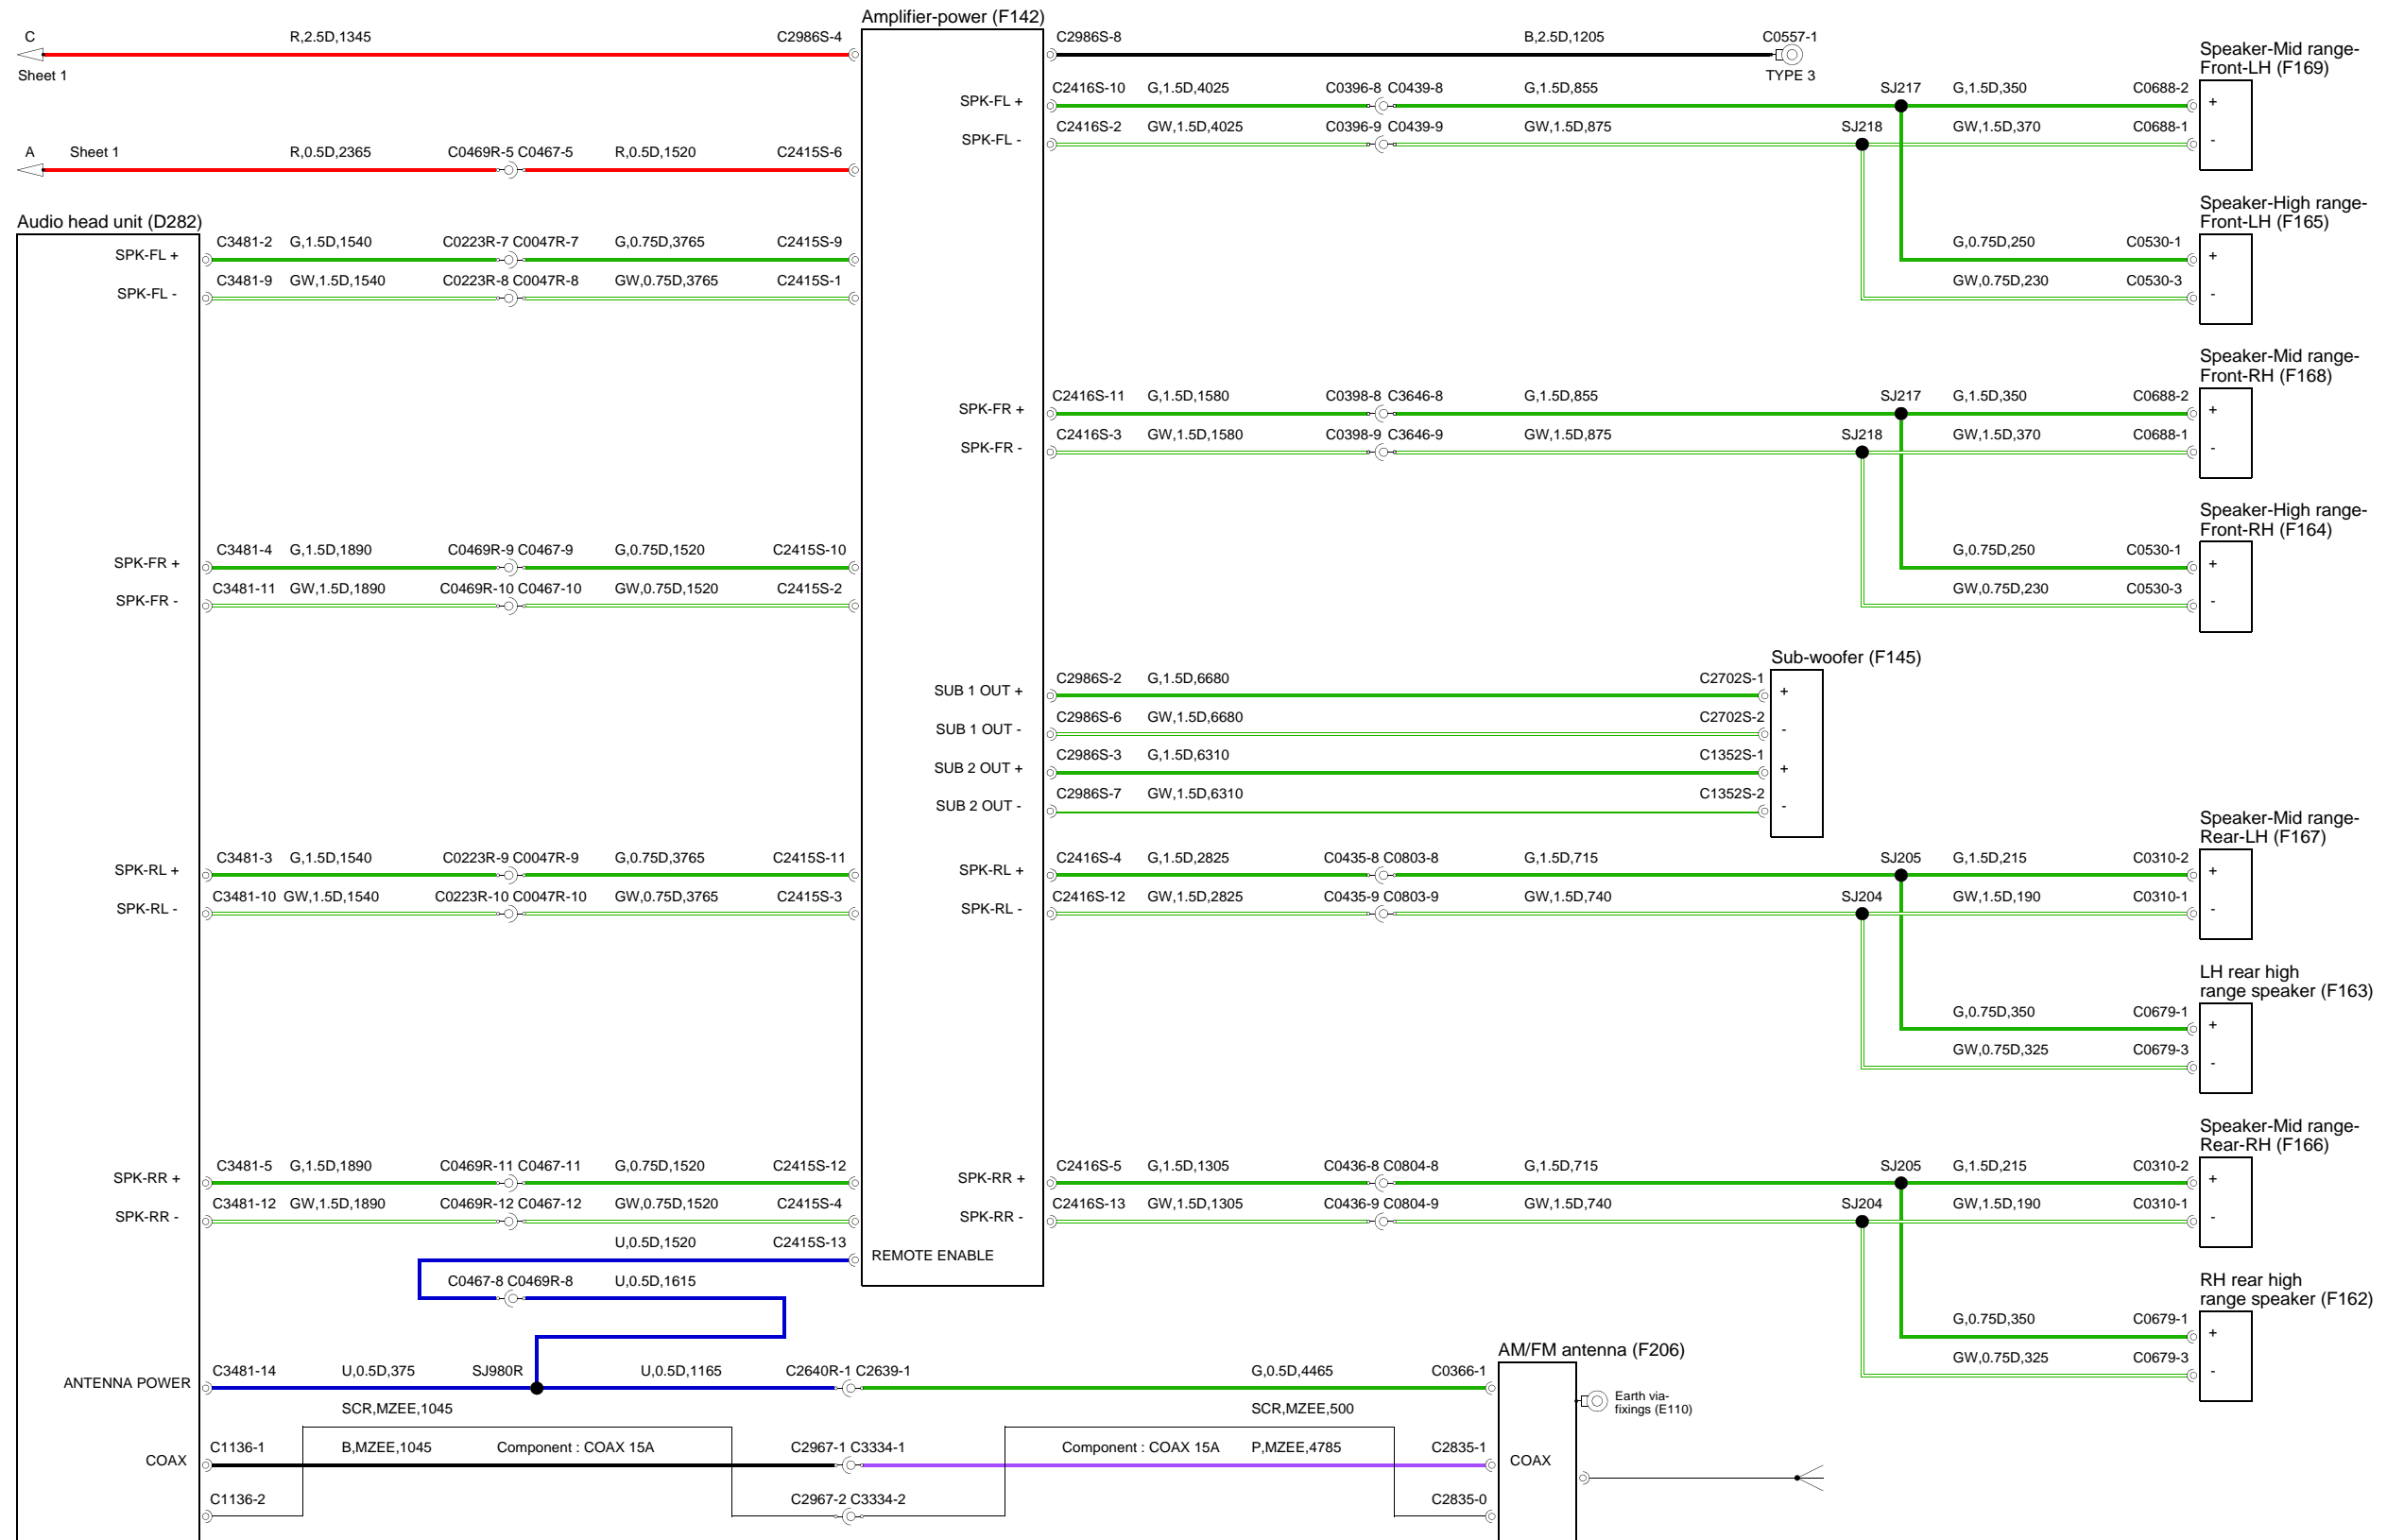 Amplifier-power (F142)
C R,2.5D,1345 C2986S-4 C2986S-8 B,2.5D,1205 C0557-1
Sheet 1
TYPE 3
Speaker-Mid range-
Front-LH (F169)
SPK-FL + C2416S-10 G,1.5D,4025 C0396-8 C0439-8 G,1.5D,855 SJ217 G,1.5D,350 C0688-2 +
SPK-FL - C2416S-2 GW,1.5D,4025 C0396-9 C0439-9 GW,1.5D,875 SJ218 GW,1.5D,370 C0688-1 -
A Sheet 1 R,0.5D,2365 C0469R-5 C0467-5 R,0.5D,1520 C2415S-6
Audio head unit (D282)
Speaker-High range-
Front-LH (F165)
SPK-FL + C3481-2 G,1.5D,1540 C0223R-7 C0047R-7 G,0.75D,3765 C2415S-9 G,0.75D,250 C0530-1 +
SPK-FL - C3481-9 GW,1.5D,1540 C0223R-8 C0047R-8 GW,0.75D,3765 C2415S-1 GW,0.75D,230 C0530-3 -
Speaker-Mid range-
Front-RH (F168)
SPK-FR + C2416S-11 G,1.5D,1580 C0398-8 C3646-8 G,1.5D,855 SJ217 G,1.5D,350 C0688-2 +
SPK-FR - C2416S-3 GW,1.5D,1580 C0398-9 C3646-9 GW,1.5D,875 SJ218 GW,1.5D,370 C0688-1 -
Speaker-High range-
Front-RH (F164)
SPK-FR + C3481-4 G,1.5D,1890 C0469R-9 C0467-9 G,0.75D,1520 C2415S-10 G,0.75D,250 C0530-1 +
SPK-FR - C3481-11 GW,1.5D,1890 C0469R-10 C0467-10 GW,0.75D,1520 C2415S-2 GW,0.75D,230 C0530-3 -
Sub-woofer (F145)
SUB 1 OUT + C2986S-2 G,1.5D,6680 C2702S-1 +
SUB 1 OUT - C2986S-6 GW,1.5D,6680 C2702S-2 -
SUB 2 OUT + C2986S-3 G,1.5D,6310 C1352S-1 +
SUB 2 OUT - C2986S-7 GW,1.5D,6310 C1352S-2 -
Speaker-Mid range-
Rear-LH (F167)
SPK-RL + C3481-3 G,1.5D,1540 C0223R-9 C0047R-9 G,0.75D,3765 C2415S-11 SPK-RL + C2416S-4 G,1.5D,2825 C0435-8 C0803-8 G,1.5D,715 SJ205 G,1.5D,215 C0310-2 +
SPK-RL - C3481-10 GW,1.5D,1540 C0223R-10 C0047R-10 GW,0.75D,3765 C2415S-3 SPK-RL - C2416S-12 GW,1.5D,2825 C0435-9 C0803-9 GW,1.5D,740 SJ204 GW,1.5D,190 C0310-1 -
LH rear high
range speaker (F163)
G,0.75D,350 C0679-1 +
GW,0.75D,325 C0679-3 -
Speaker-Mid range-
Rear-RH (F166)
SPK-RR + C3481-5 G,1.5D,1890 C0469R-11 C0467-11 G,0.75D,1520 C2415S-12 SPK-RR + C2416S-5 G,1.5D,1305 C0436-8 C0804-8 G,1.5D,715 SJ205 G,1.5D,215 C0310-2 +
SPK-RR - C3481-12 GW,1.5D,1890 C0469R-12 C0467-12 GW,0.75D,1520 C2415S-4 SPK-RR - C2416S-13 GW,1.5D,1305 C0436-9 C0804-9 GW,1.5D,740 SJ204 GW,1.5D,190 C0310-1 -
U,0.5D,1520 C2415S-13 REMOTE ENABLE
C0467-8 C0469R-8 U,0.5D,1615
RH rear high
range speaker (F162)
G,0.75D,350 C0679-1 +
GW,0.75D,325 C0679-3 -
AM/FM antenna (F206)
ANTENNA POWER C3481-14 U,0.5D,375 SJ980R U,0.5D,1165 C2640R-1 C2639-1 G,0.5D,4465 C0366-1
Earth via-
fixings (E110)
SCR,MZEE,1045 SCR,MZEE,500
COAX C1136-1 B,MZEE,1045 Component : COAX 15A C2967-1 C3334-1 Component : COAX 15A P,MZEE,4785 C2835-1 COAX
C1136-2 C2967-2 C3334-2 C2835-0